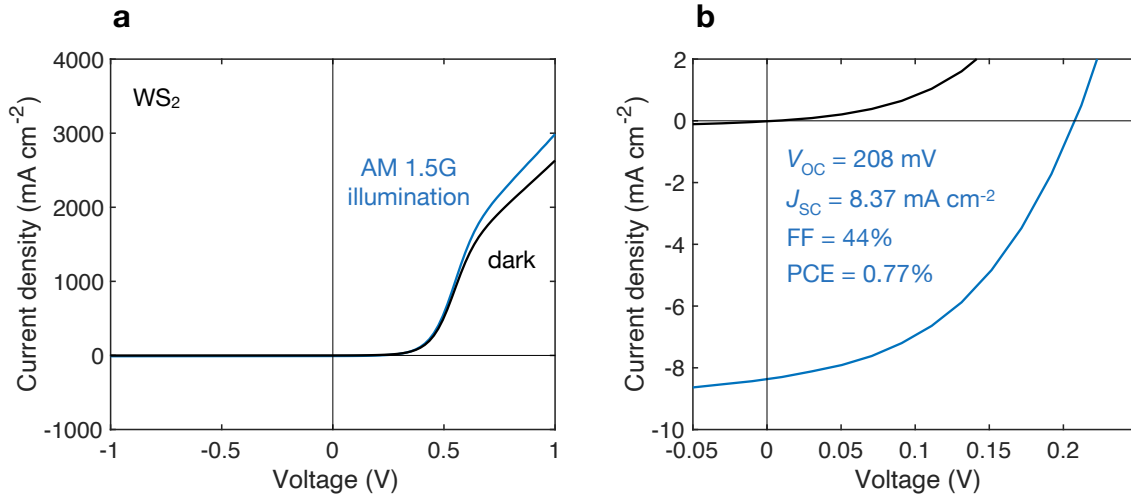 a
4000
3000
2000
1000
0
-1000
-1
-0.5
0
0.5
1
Current density (mA cm⁻²)
Voltage (V)
WS₂
AM 1.5G
illumination
dark
b
2
0
-2
-4
-6
-8
-10
-0.05
0
0.05
0.1
0.15
0.2
Current density (mA cm⁻²)
Voltage (V)
V_OC = 208 mV
J_SC = 8.37 mA cm⁻²
FF = 44%
PCE = 0.77%